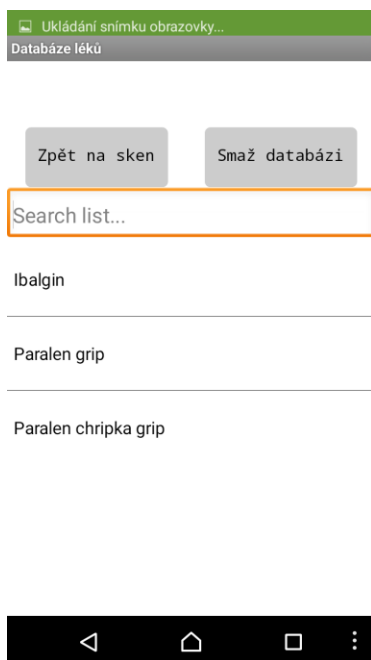 Ukládání snímku obrazovky...
Databáze léků
Zpět na sken
Smaž databázi
Search list...
Ibalgin
Paralen grip
Paralen chripka grip